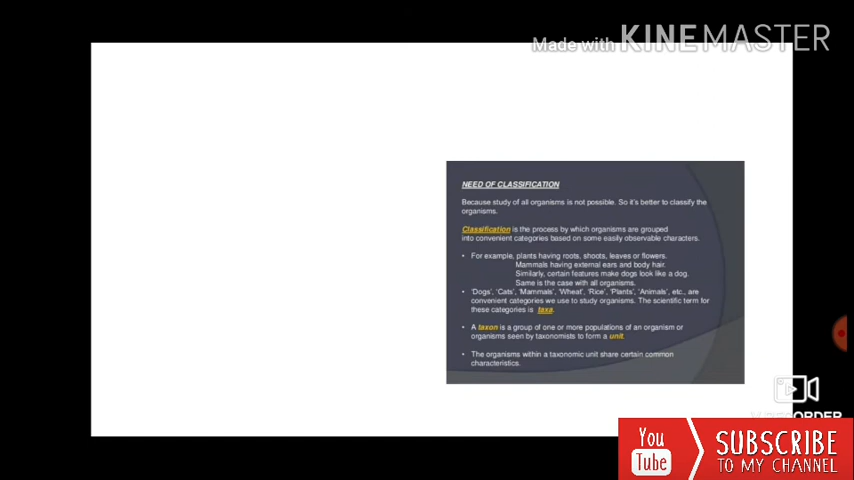 Made with KINEMASTER
NEED OF CLASSIFICATION
Because study of all organisms is not possible. So it's better to classify the
organisms.
Classification is the process by which organisms are grouped
into convenient categories based on some easily observable characters.
• For example, plants having roots, shoots, leaves or flowers.
Mammals having external ears and body hair.
Similarly, certain features make dogs look like a dog.
Same is the case with all organisms.
• 'Dogs', 'Cats', 'Mammals', 'Wheat', 'Rice', 'Plants', 'Animals', etc., are
convenient categories we use to study organisms. The scientific term for
these categories is taxa.
• A taxon is a group of one or more populations of an organism or
organisms seen by taxonomists to form a unit.
• The organisms within a taxonomic unit share certain common
characteristics.
You
Tube
SUBSCRIBE
TO MY CHANNEL